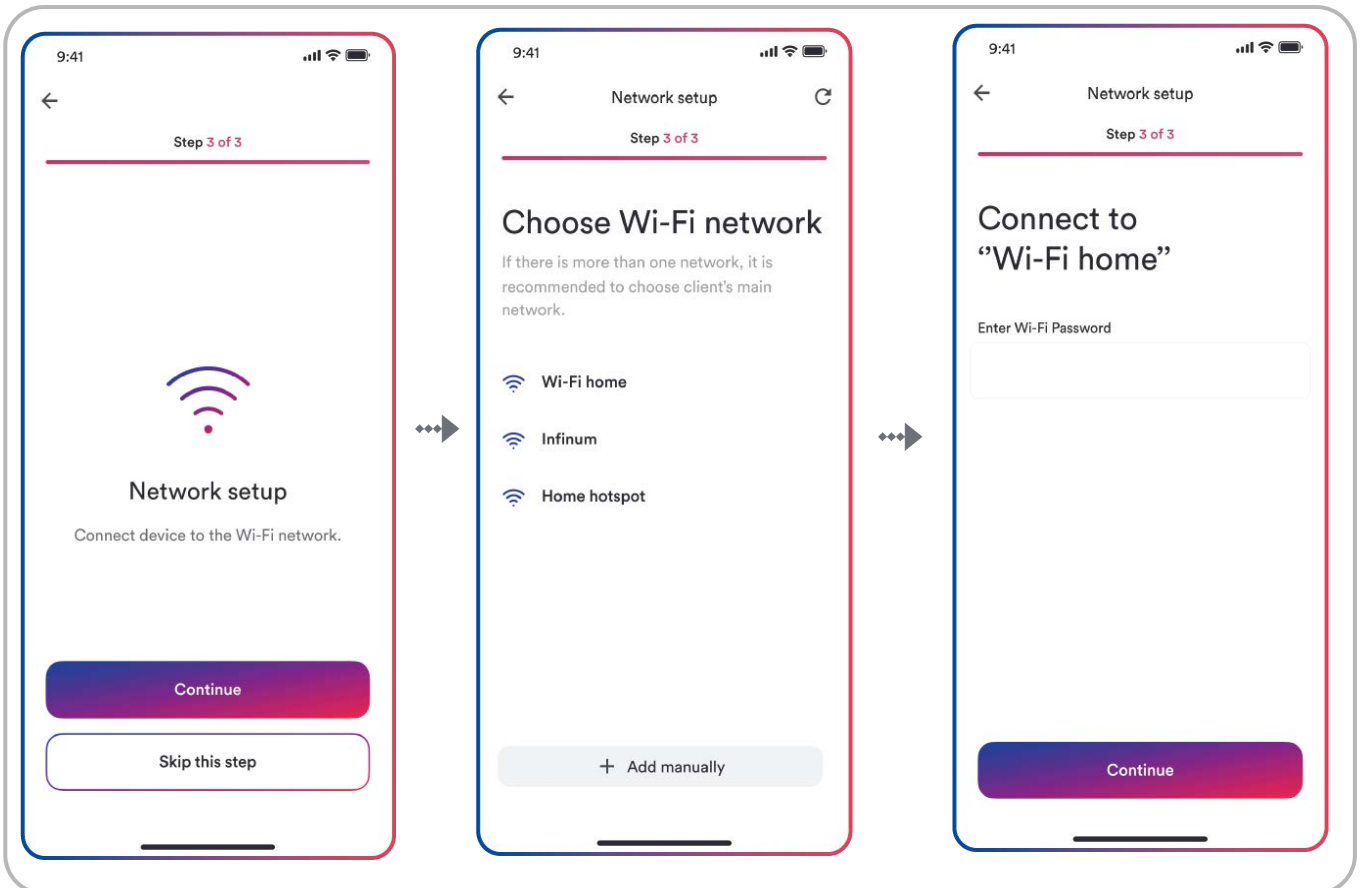 9:41
Step 3 of 3
Network setup
Connect device to the Wi-Fi network.
Continue
Skip this step
9:41
Network setup
Step 3 of 3
Choose Wi-Fi network
If there is more than one network, it is
recommended to choose client's main
network.
Wi-Fi home
Infinum
Home hotspot
+ Add manually
9:41
Network setup
Step 3 of 3
Connect to
‘’Wi-Fi home’’
Enter Wi-Fi Password
Continue